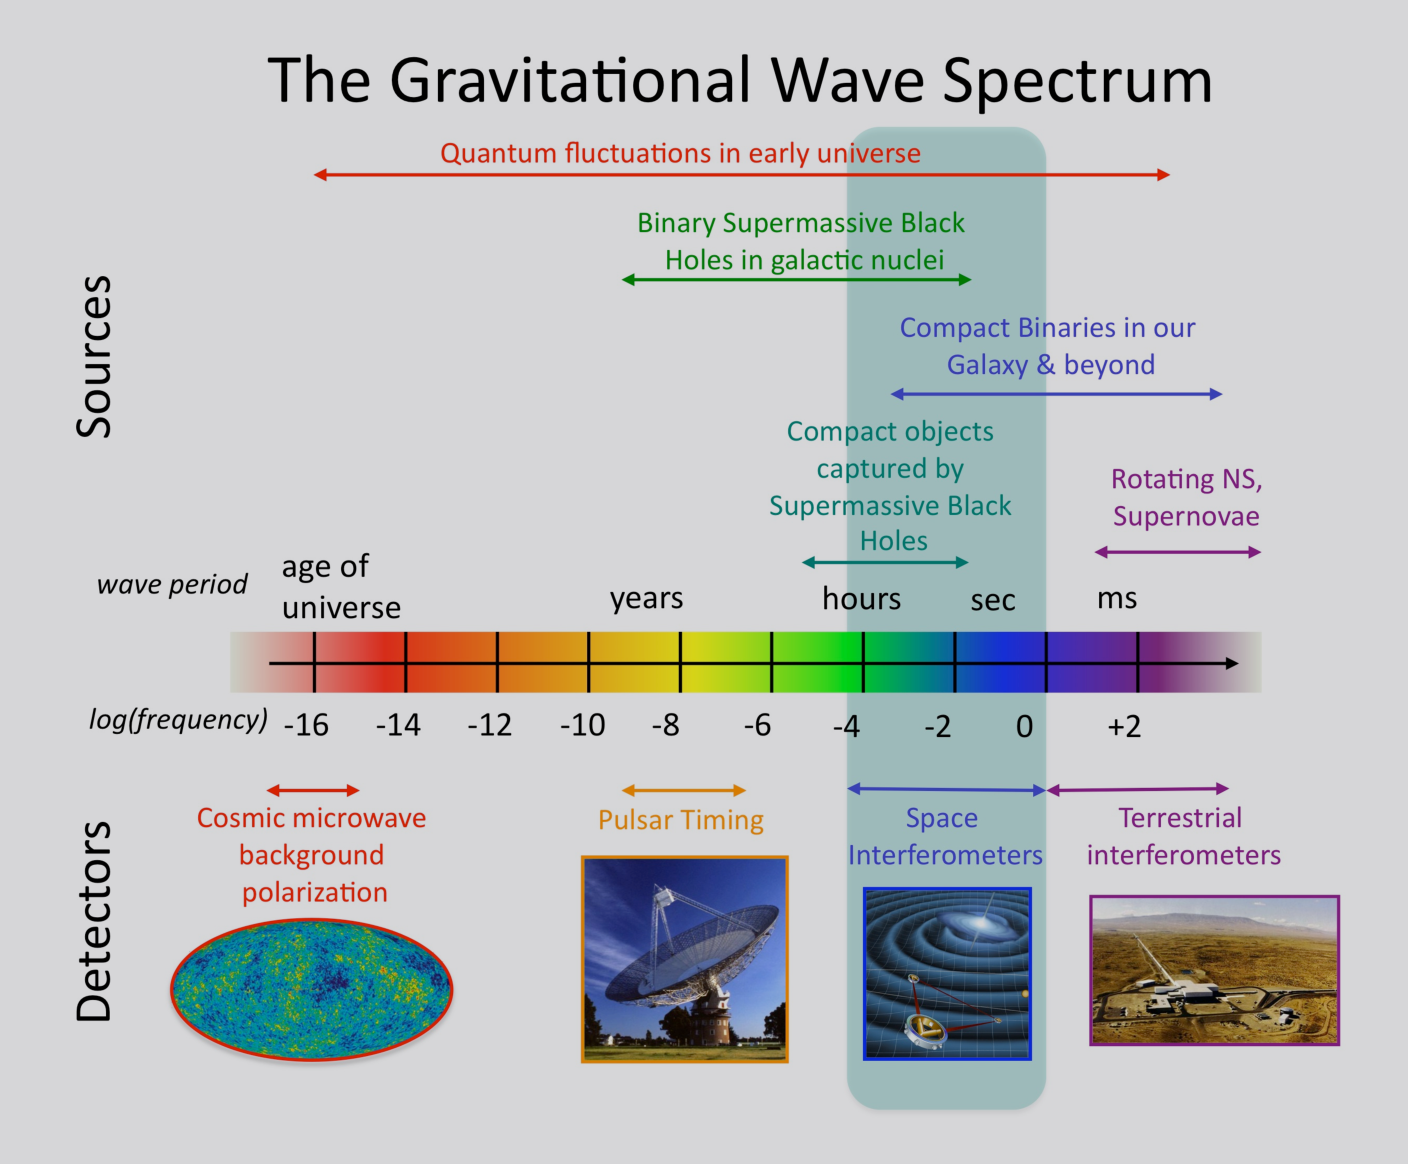 The Gravitational Wave Spectrum
Quantum fluctuations in early universe
Binary Supermassive Black
Holes in galactic nuclei
Compact Binaries in our
Galaxy & beyond
Compact objects
captured by
Supermassive Black
Holes
Rotating NS,
Supernovae
Sources
wave period
age of
universe
years
hours
sec
ms
log(frequency)
-16
-14
-12
-10
-8
-6
-4
-2
0
+2
Detectors
Cosmic microwave
background
polarization
Pulsar Timing
Space
Interferometers
Terrestrial
interferometers